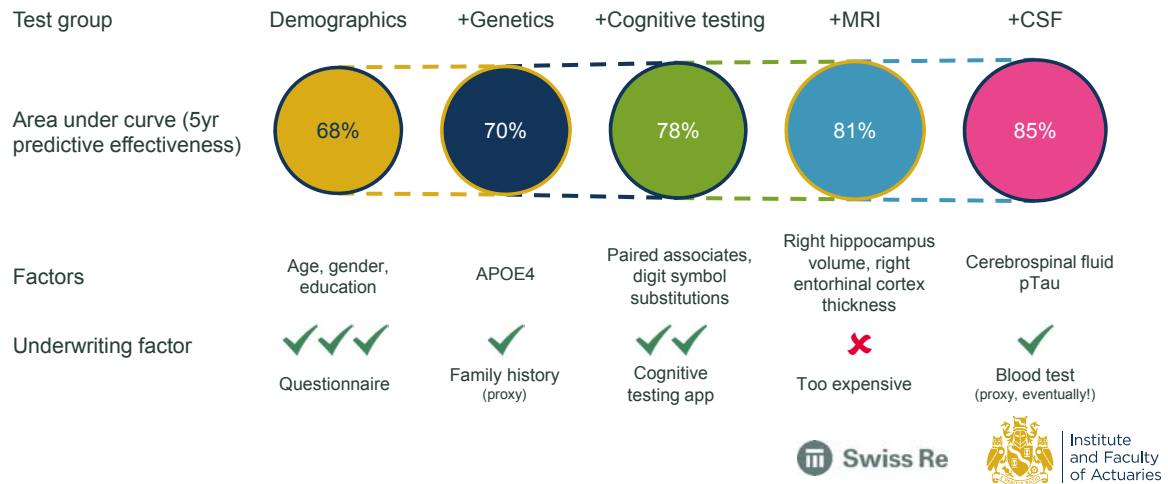 Test group Demographics +Genetics +Cognitive testing +MRI +CSF
Area under curve (5yr
predictive effectiveness)
68% 70% 78% 81% 85%
Factors
Age, gender,
education
APOE4
Paired associates,
digit symbol
substitutions
Right hippocampus
volume, right
entorhinal cortex
thickness
Cerebrospinal fluid
pTau
Underwriting factor
Questionnaire
Family history
(proxy)
Cognitive
testing app
Too expensive
Blood test
(proxy, eventually!)
Swiss Re
Institute
and Faculty
of Actuaries